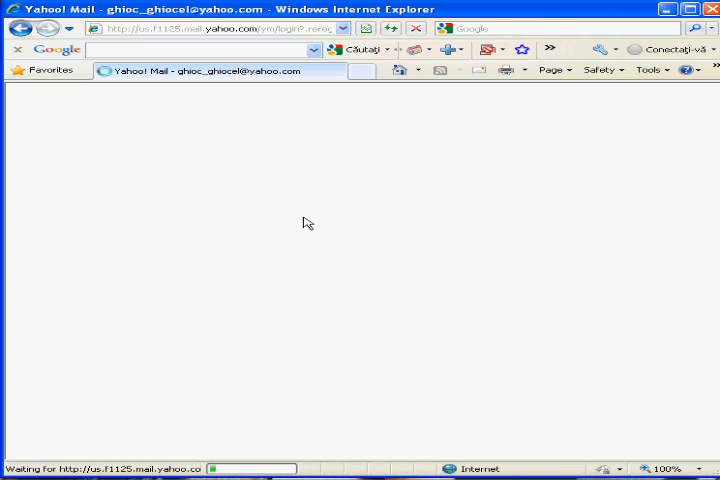 Yahoo! Mail - ghioc_ghiocel@yahoo.com - Windows Internet Explorer
http://us.f1125.mail.yahoo.com/ym/login?.rereg Google
Google Căutați Conectați-vă
Favorites Yahoo! Mail - ghioc_ghiocel@yahoo.com Page Safety Tools
Waiting for http://us.f1125.mail.yahoo.co Internet 100%